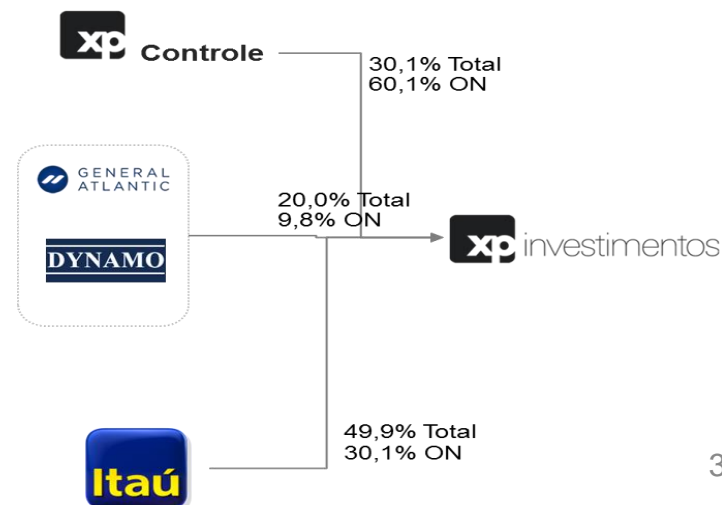 xp Controle
30,1% Total
60,1% ON
GENERAL
ATLANTIC
20,0% Total
9,8% ON
DYNAMO
xp investimentos
49,9% Total
30,1% ON
Itaú
3